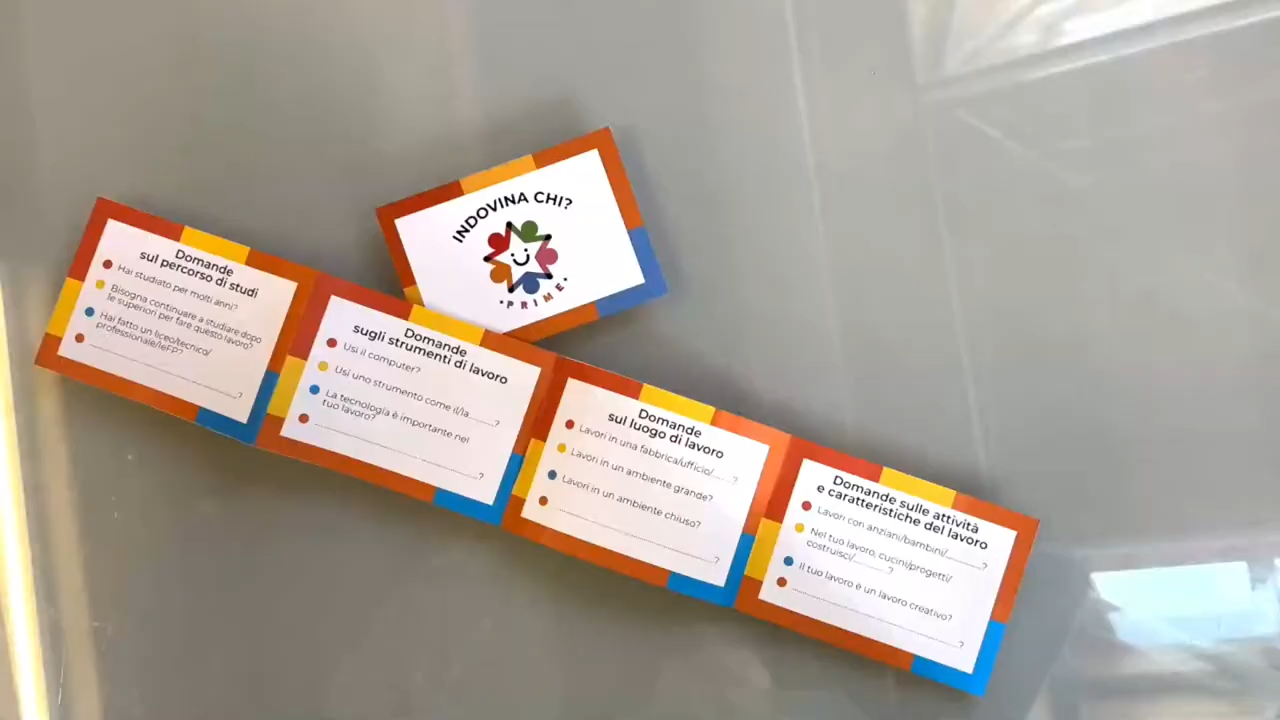 INDOVINA CHI?
•PRIME•
Domande
sul percorso di studi
Hai studiato per molti anni?
Bisogna continuare a studiare dopo
le superiori per fare questo lavoro?
Hai fatto un liceo/tecnico/
professionale/IeFP?
?
Domande
sugli strumenti di lavoro
Usi il computer?
Usi uno strumento come il/la......?
La tecnologia è importante nel
tuo lavoro?
?
Domande
sul luogo di lavoro
Lavori in una fabbrica/ufficio/......?
Lavori in un ambiente grande?
Lavori in un ambiente chiuso?
?
Domande sulle attività
e caratteristiche del lavoro
Lavori con anziani/bambini/..........?
Nel tuo lavoro, cucini/progetti/
costruisci/..........?
Il tuo lavoro è un lavoro creativo?
?